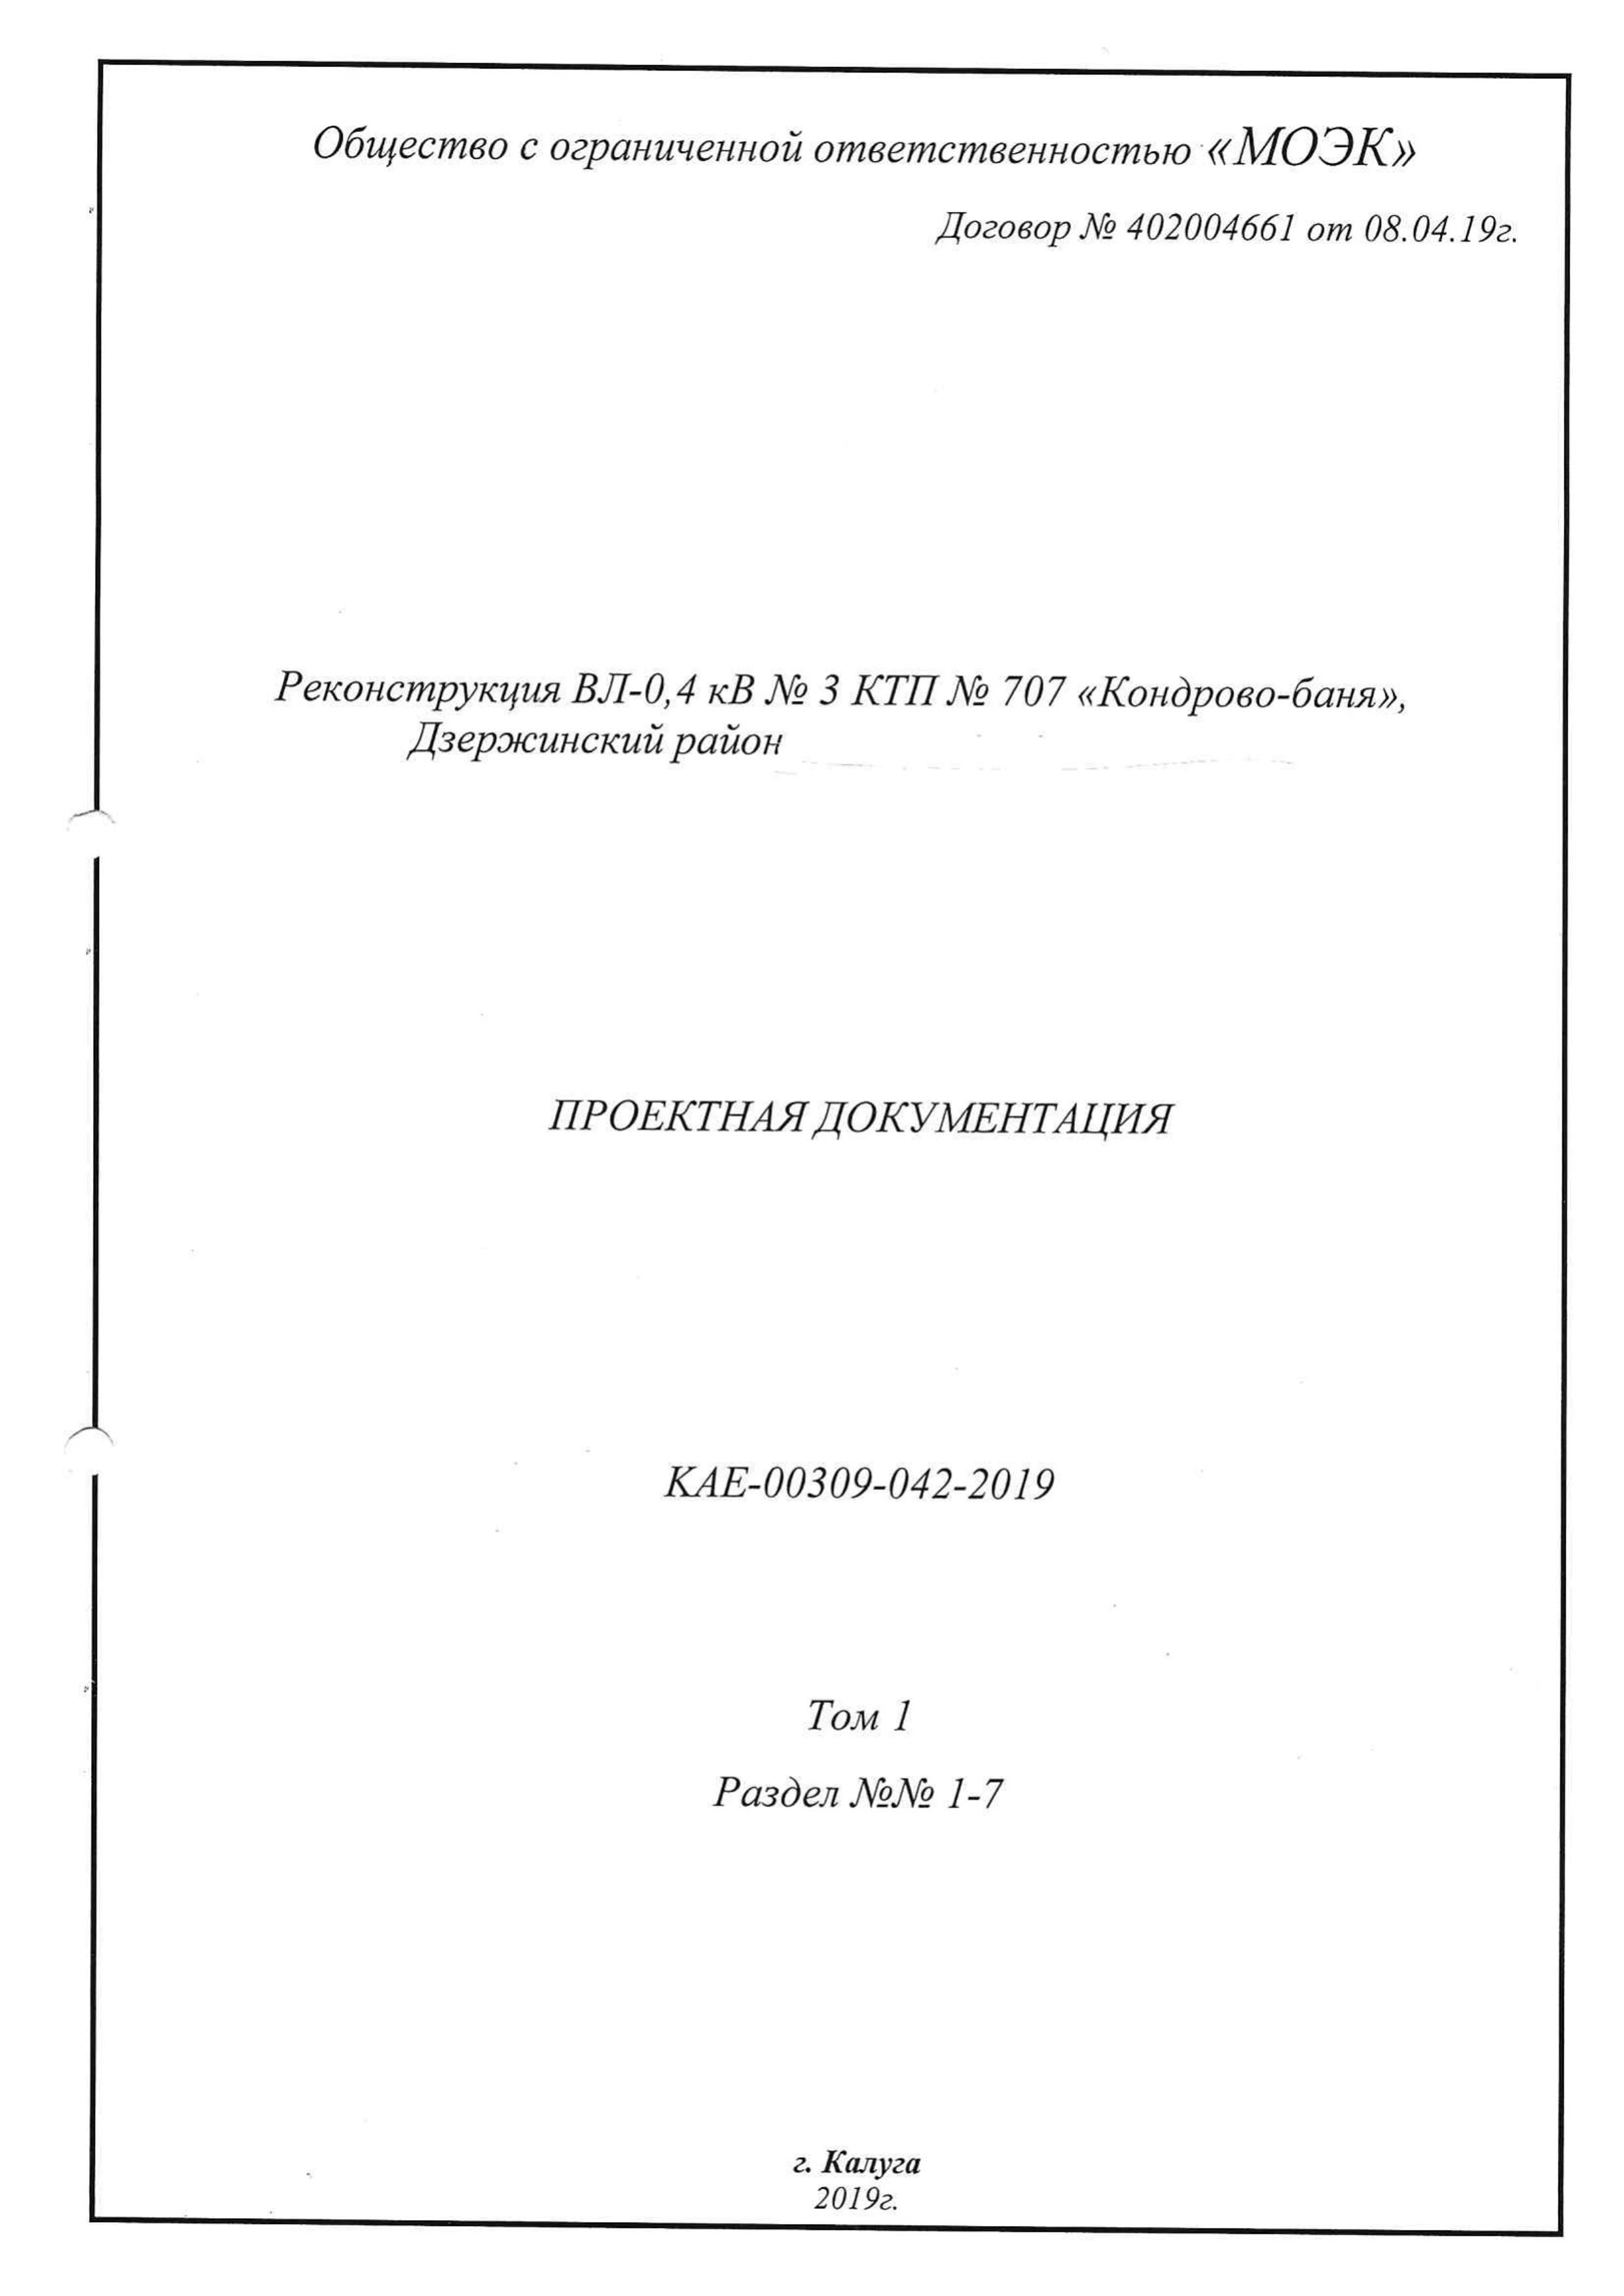 Общество с ограниченной ответственностью «МОЭК»
Договор № 402004661 от 08.04.19г.
Реконструкция ВЛ-0,4 кВ № 3 КТП № 707 «Кондрово-баня»,
Дзержинский район
ПРОЕКТНАЯ ДОКУМЕНТАЦИЯ
КАЕ-00309-042-2019
Том 1
Раздел №№ 1-7
г. Калуга
2019г.